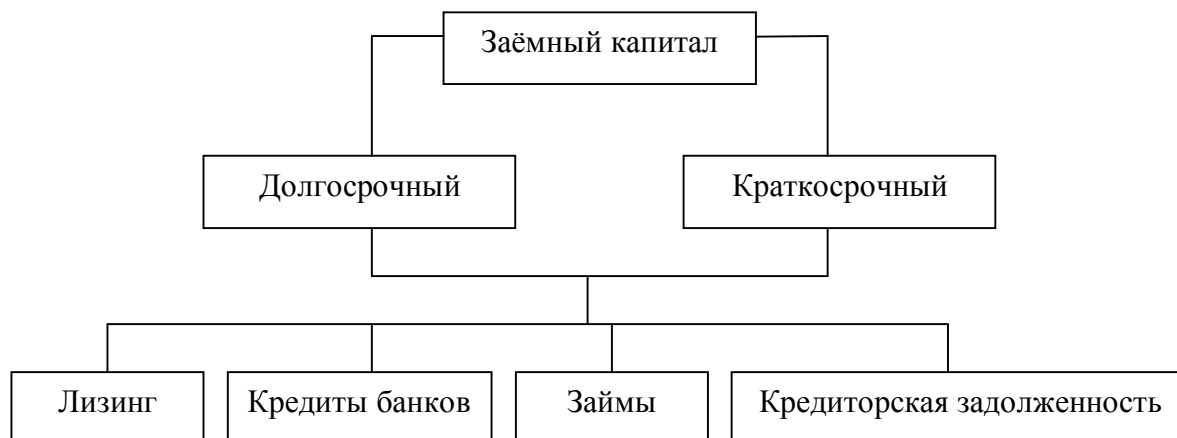 Заёмный капитал
Долгосрочный
Краткосрочный
Лизинг
Кредиты банков
Займы
Кредиторская задолженность